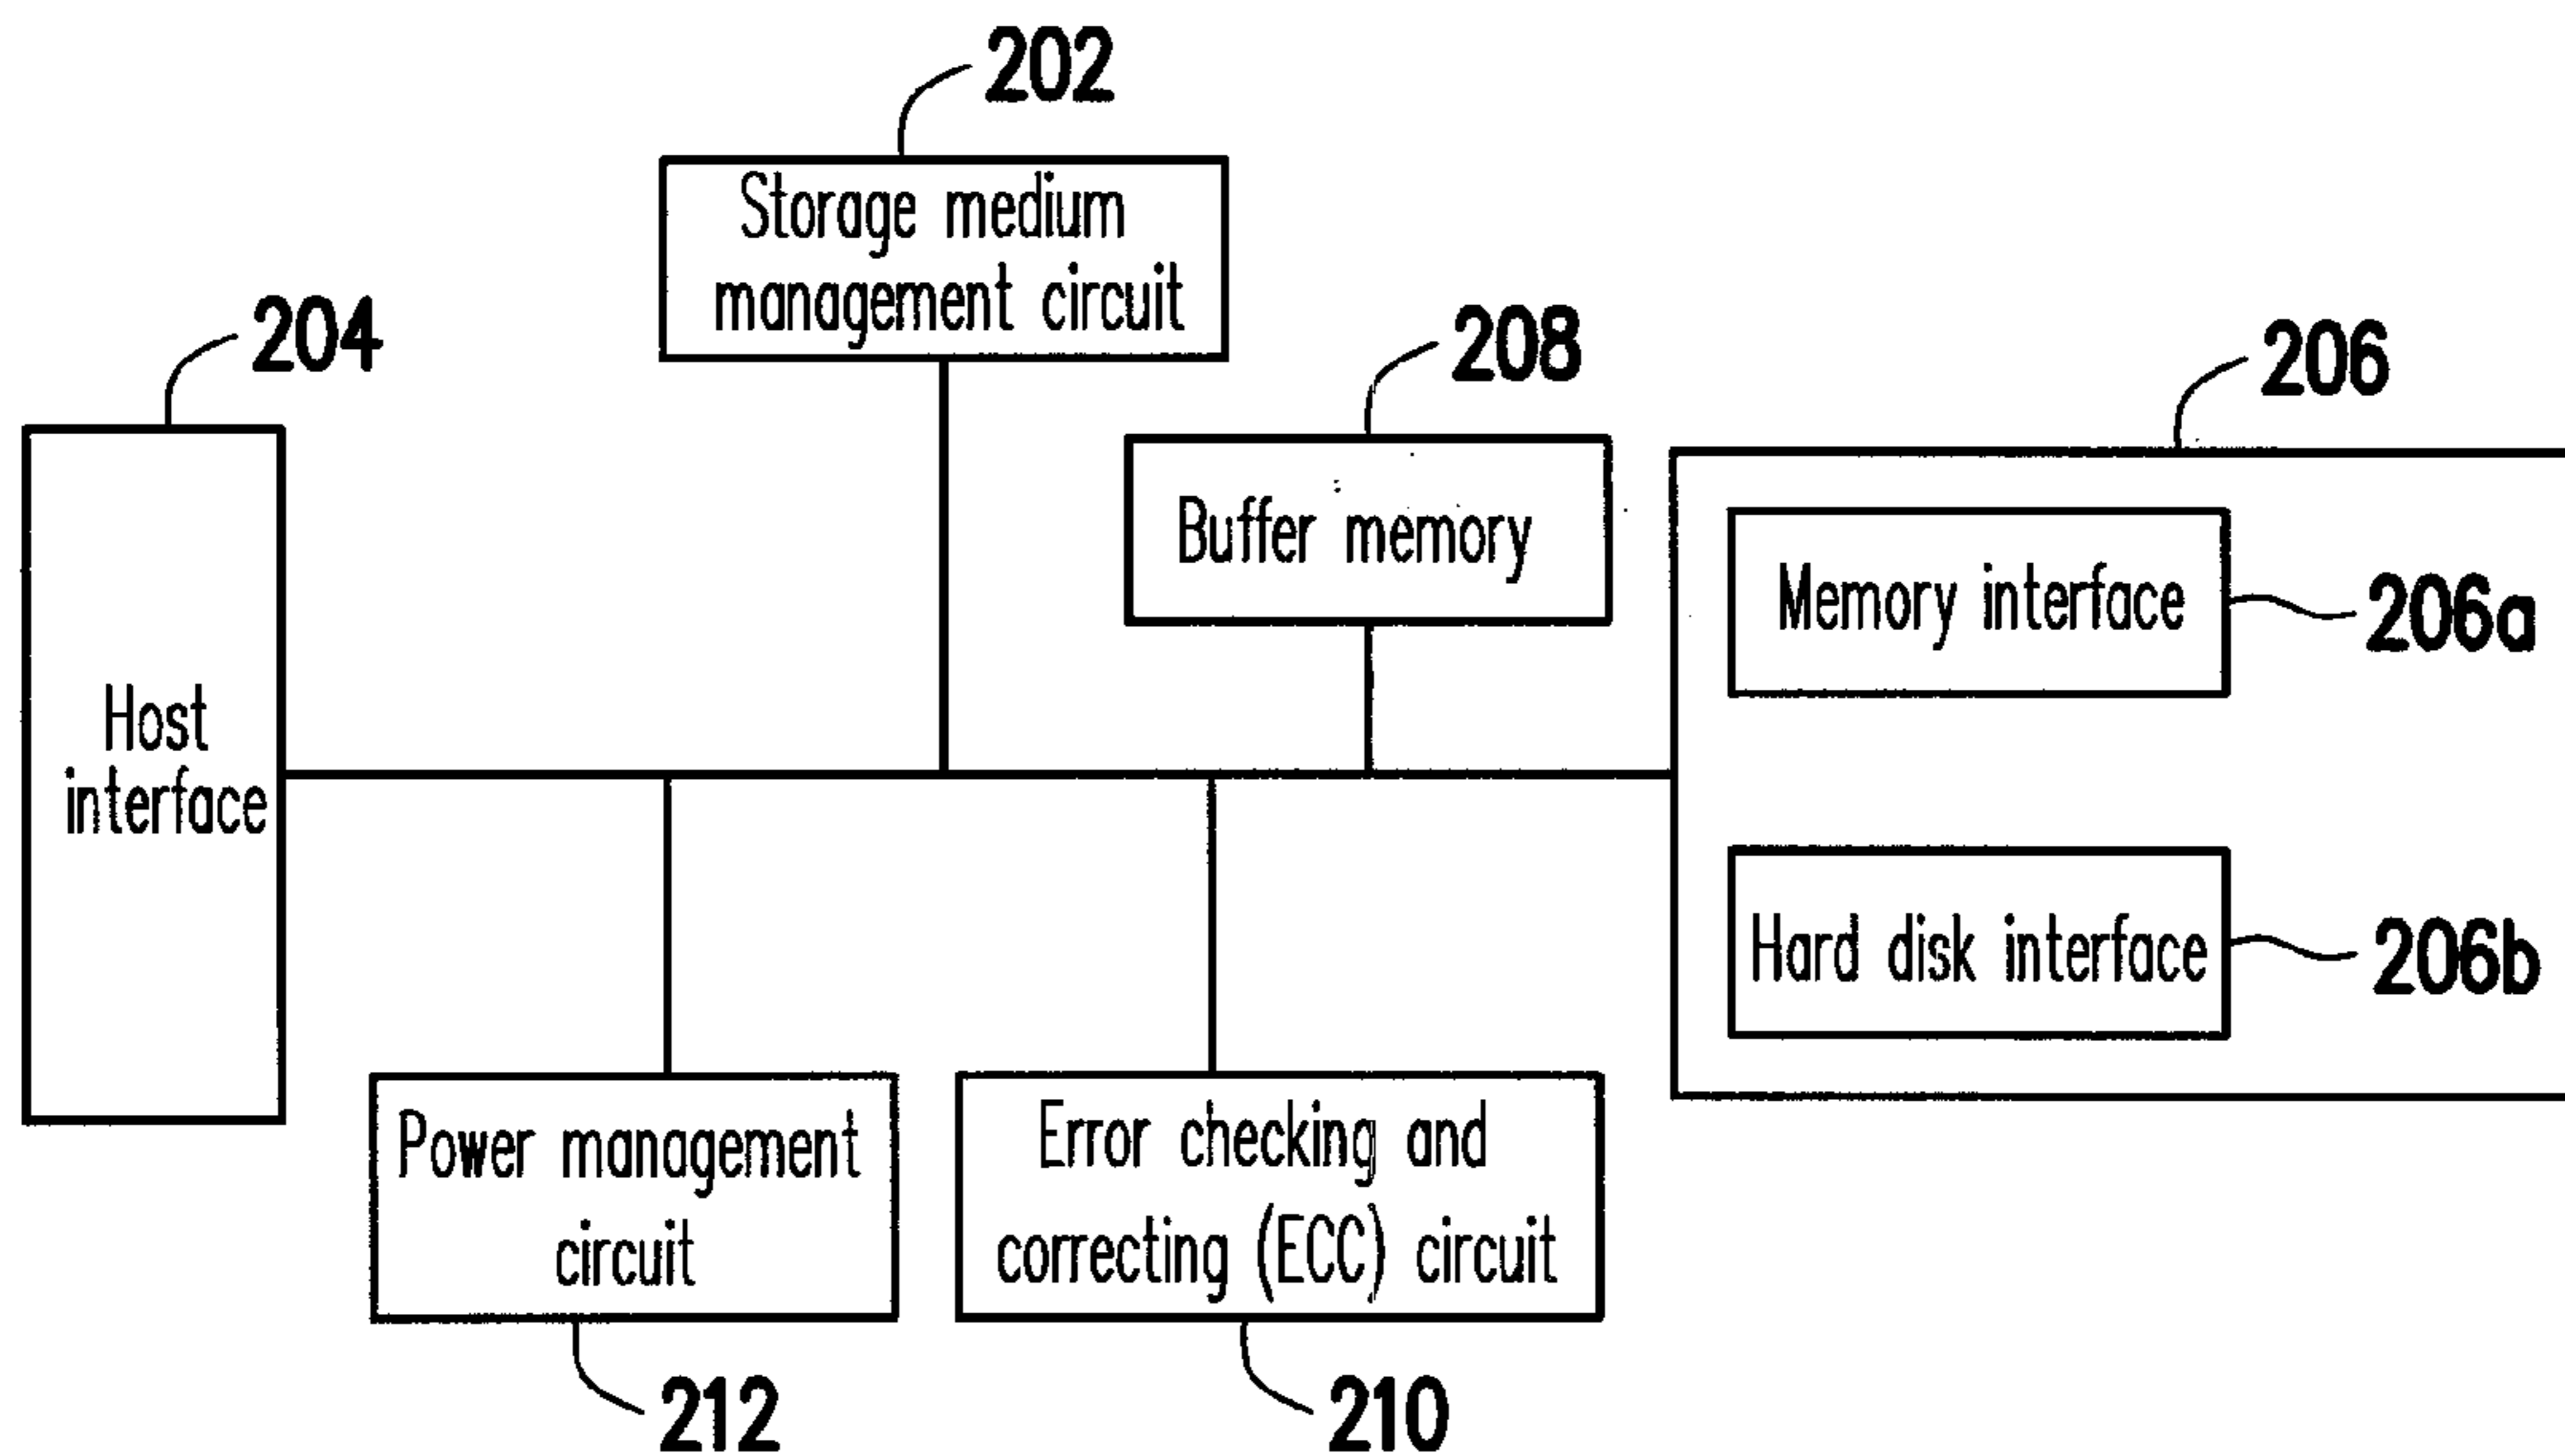 202
Storage medium
management circuit
204
208
206
Buffer memory
Memory interface
206a
Host
interface
Hard disk interface
206b
Power management
circuit
Error checking and
correcting (ECC) circuit
212
210